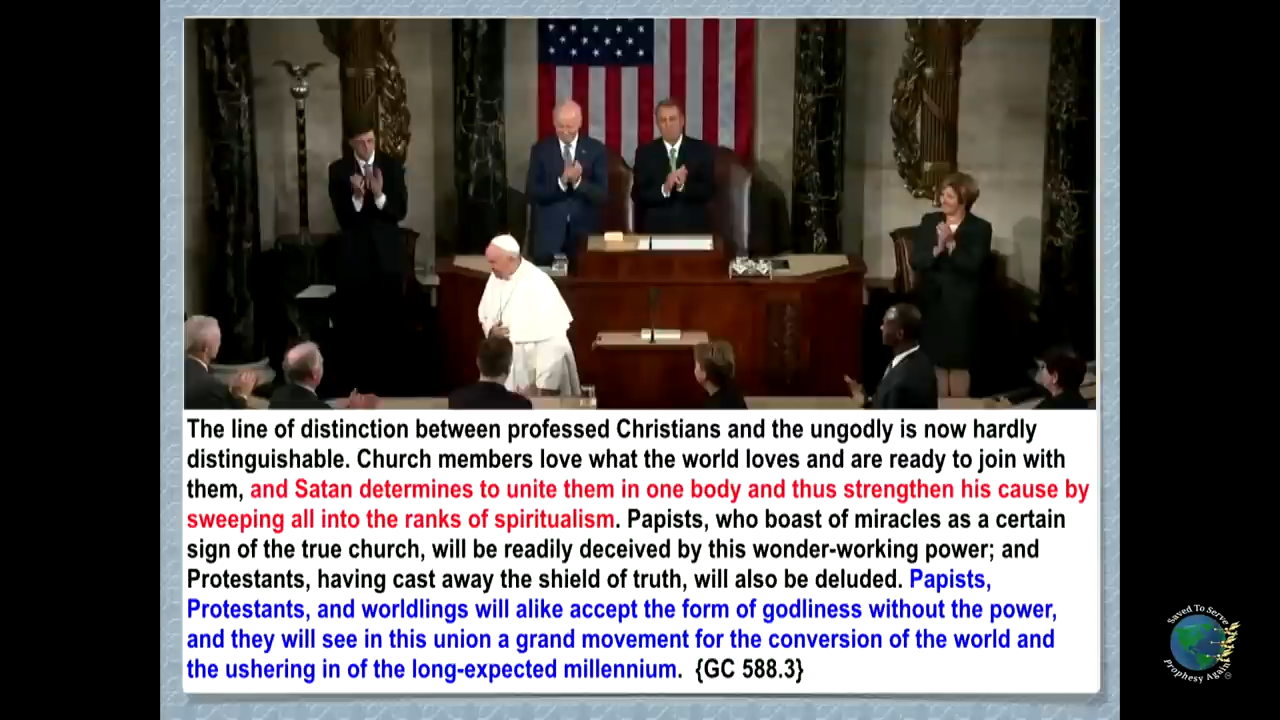 The line of distinction between professed Christians and the ungodly is now hardly
distinguishable. Church members love what the world loves and are ready to join with
them, and Satan determines to unite them in one body and thus strengthen his cause by
sweeping all into the ranks of spiritualism. Papists, who boast of miracles as a certain
sign of the true church, will be readily deceived by this wonder-working power; and
Protestants, having cast away the shield of truth, will also be deluded. Papists,
Protestants, and worldlings will alike accept the form of godliness without the power,
and they will see in this union a grand movement for the conversion of the world and
the ushering in of the long-expected millennium. {GC 588.3}
Saved To Serve
Prophesy Again